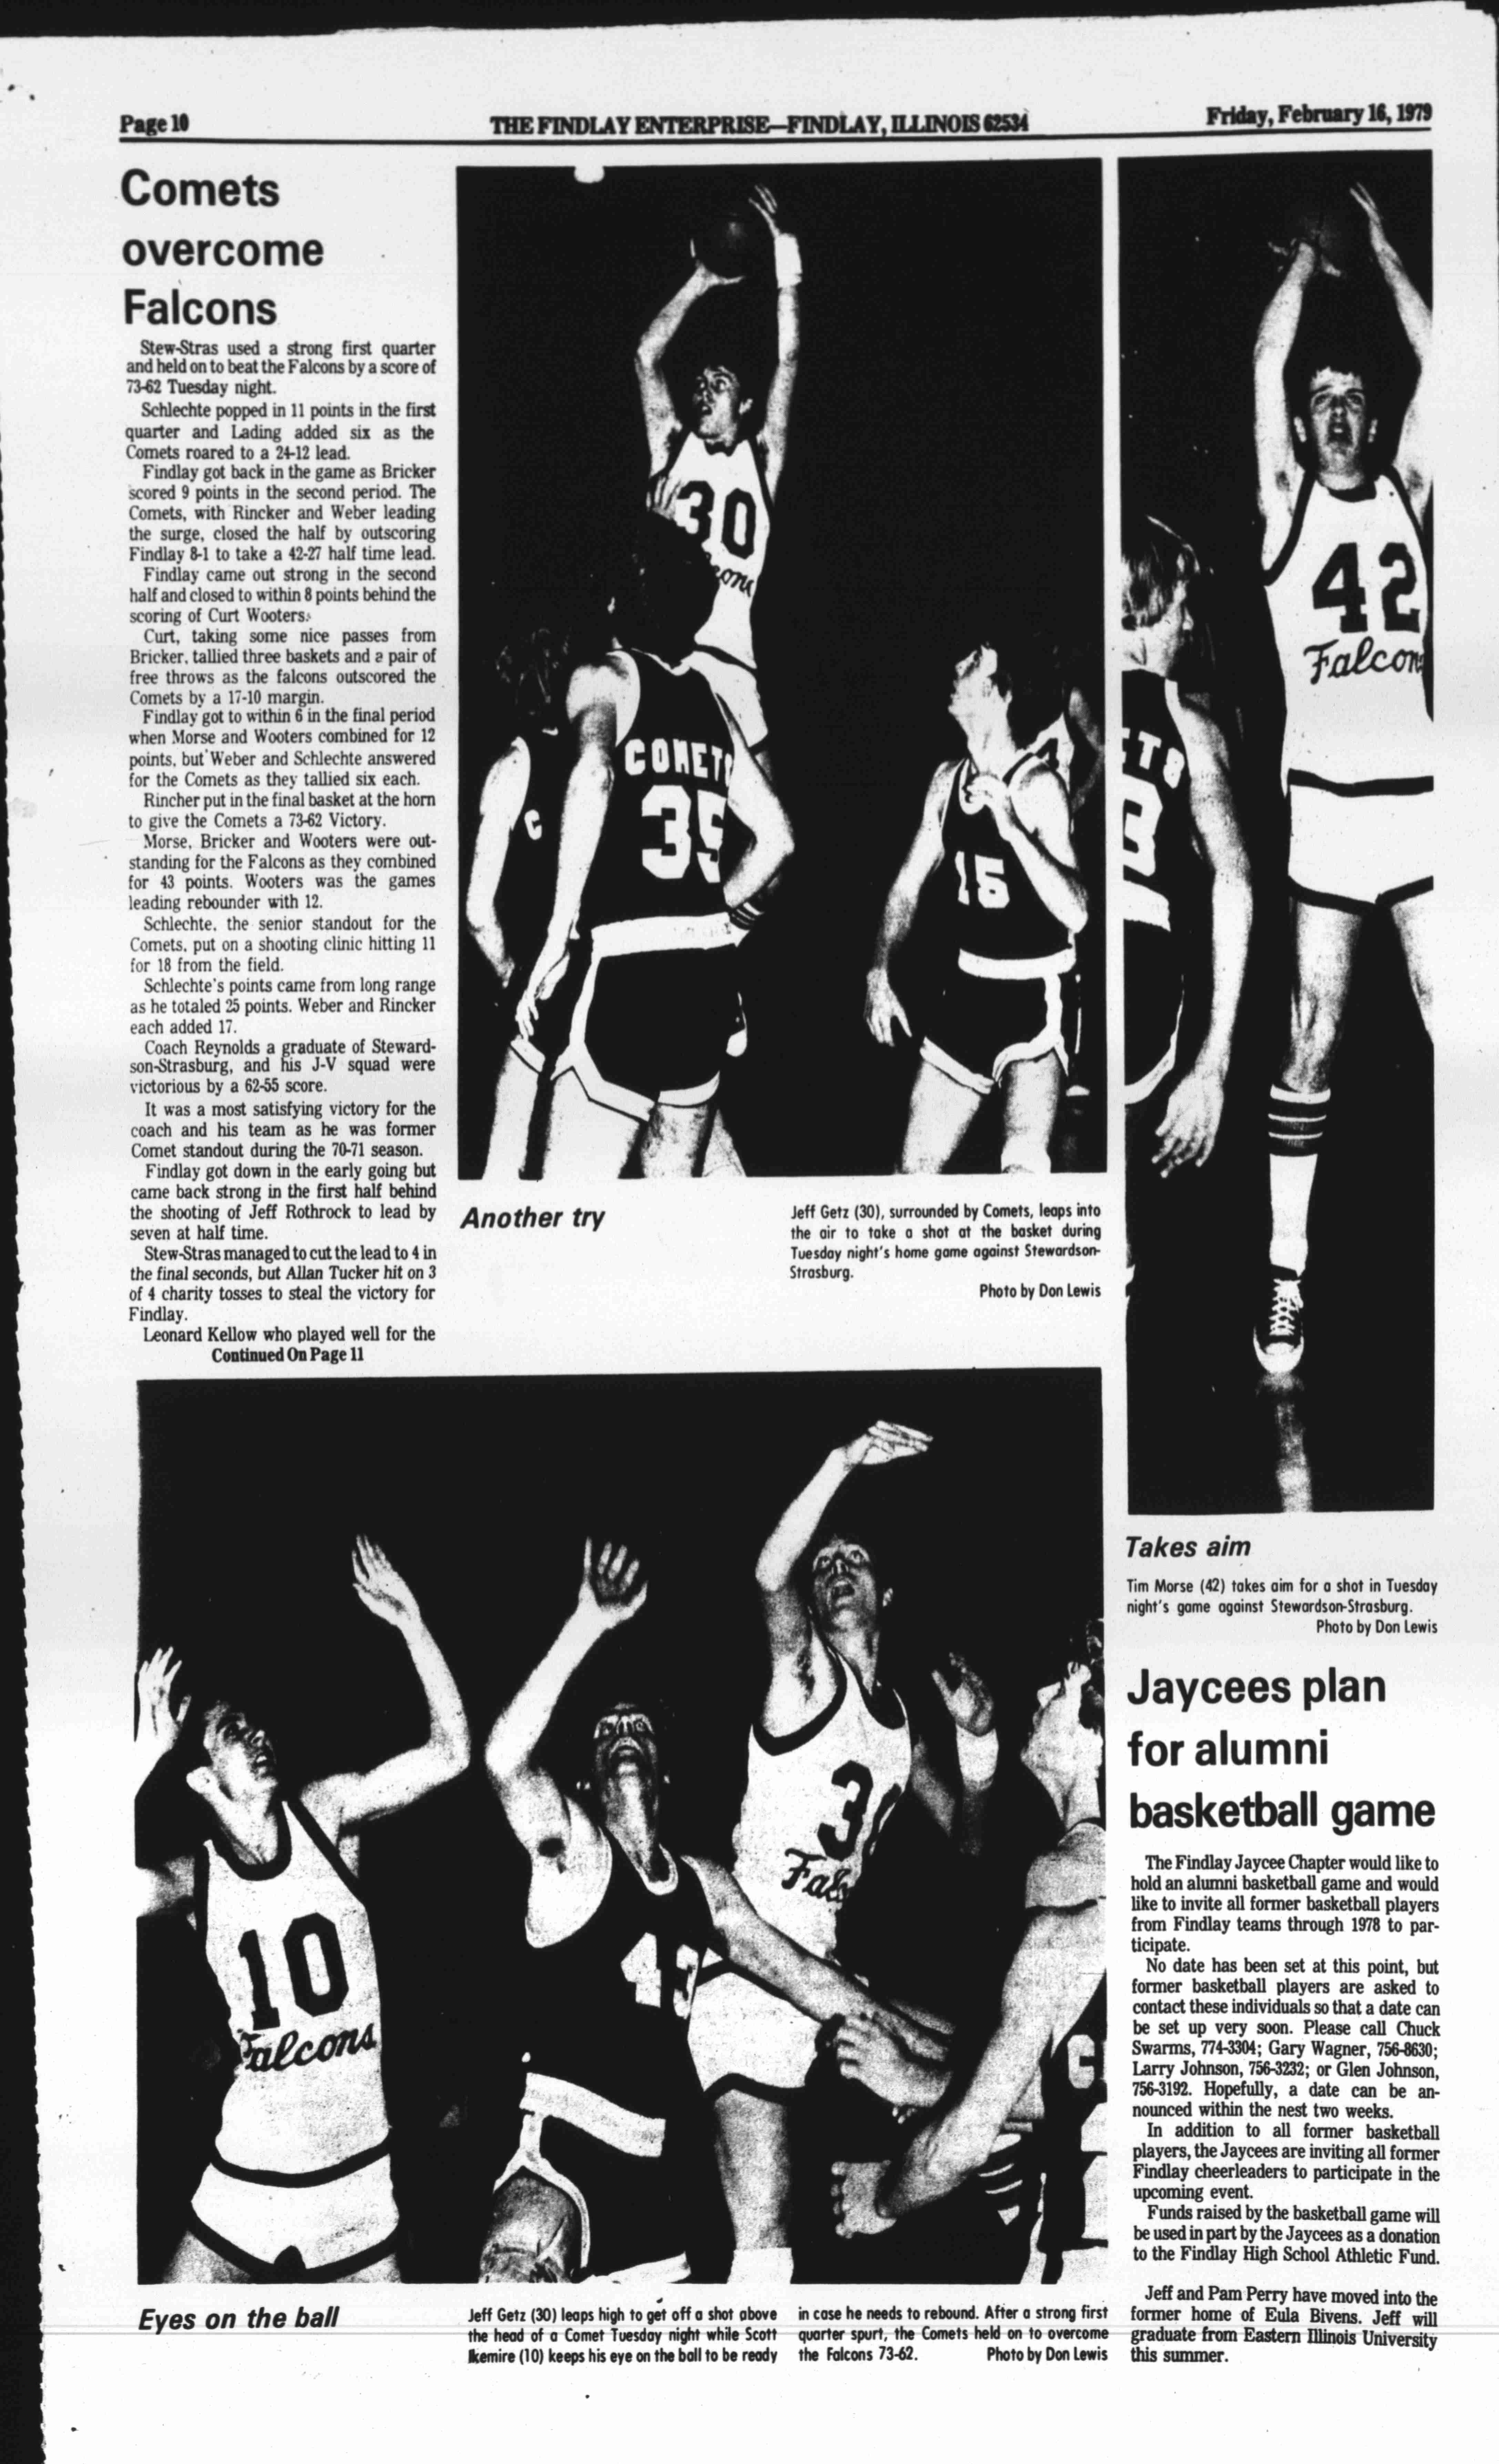 Page 10
THE FINDLAY ENTERPRISE—FINDLAY, ILLINOIS 62534
Friday, February 16, 1979
Comets
overcome
Falcons
Stew-Stras used a strong first quarter
and held on to beat the Falcons by a score of
73-62 Tuesday night.
Schlechte popped in 11 points in the first
quarter and Lading added six as the
Comets roared to a 24-12 lead.
Findlay got back in the game as Bricker
scored 9 points in the second period. The
Comets, with Rincker and Weber leading
the surge, closed the half by outscoring
Findlay 8-1 to take a 42-27 half time lead.
Findlay came out strong in the second
half and closed to within 8 points behind the
scoring of Curt Wooters.
Curt, taking some nice passes from
Bricker, tallied three baskets and a pair of
free throws as the falcons outscored the
Comets by a 17-10 margin.
Findlay got to within 6 in the final period
when Morse and Wooters combined for 12
points, but Weber and Schlechte answered
for the Comets as they tallied six each.
Rincher put in the final basket at the horn
to give the Comets a 73-62 Victory.
Morse, Bricker and Wooters were out-
standing for the Falcons as they combined
for 43 points. Wooters was the games
leading rebounder with 12.
Schlechte, the senior standout for the
Comets, put on a shooting clinic hitting 11
for 18 from the field.
Schlechte's points came from long range
as he totaled 25 points. Weber and Rincker
each added 17.
Coach Reynolds a graduate of Steward-
son-Strasburg, and his J-V squad were
victorious by a 62-55 score.
It was a most satisfying victory for the
coach and his team as he was former
Comet standout during the 70-71 season.
Findlay got down in the early going but
came back strong in the first half behind
the shooting of Jeff Rothrock to lead by
seven at half time.
Stew-Stras managed to cut the lead to 4 in
the final seconds, but Allan Tucker hit on 3
of 4 charity tosses to steal the victory for
Findlay.
Leonard Kellow who played well for the
Continued On Page 11
30
COMETS
35
C
15
Another try
Jeff Getz (30), surrounded by Comets, leaps into
the air to take a shot at the basket during
Tuesday night's home game against Stewardson-
Strasburg.
Photo by Don Lewis
42
Falcon
ETS
3
Takes aim
Tim Morse (42) takes aim for a shot in Tuesday
night's game against Stewardson-Strasburg.
Photo by Don Lewis
10
Falcons
43
30
Falc
C
Eyes on the ball
Jeff Getz (30) leaps high to get off a shot above
the head of a Comet Tuesday night while Scott
Ikemire (10) keeps his eye on the ball to be ready
in case he needs to rebound. After a strong first
quarter spurt, the Comets held on to overcome
the Falcons 73-62.
Photo by Don Lewis
Jaycees plan
for alumni
basketball game
The Findlay Jaycee Chapter would like to
hold an alumni basketball game and would
like to invite all former basketball players
from Findlay teams through 1978 to par-
ticipate.
No date has been set at this point, but
former basketball players are asked to
contact these individuals so that a date can
be set up very soon. Please call Chuck
Swarms, 774-3304; Gary Wagner, 756-8630;
Larry Johnson, 756-3232; or Glen Johnson,
756-3192. Hopefully, a date can be an-
nounced within the nest two weeks.
In addition to all former basketball
players, the Jaycees are inviting all former
Findlay cheerleaders to participate in the
upcoming event.
Funds raised by the basketball game will
be used in part by the Jaycees as a donation
to the Findlay High School Athletic Fund.
Jeff and Pam Perry have moved into the
former home of Eula Bivens. Jeff will
graduate from Eastern Illinois University
this summer.